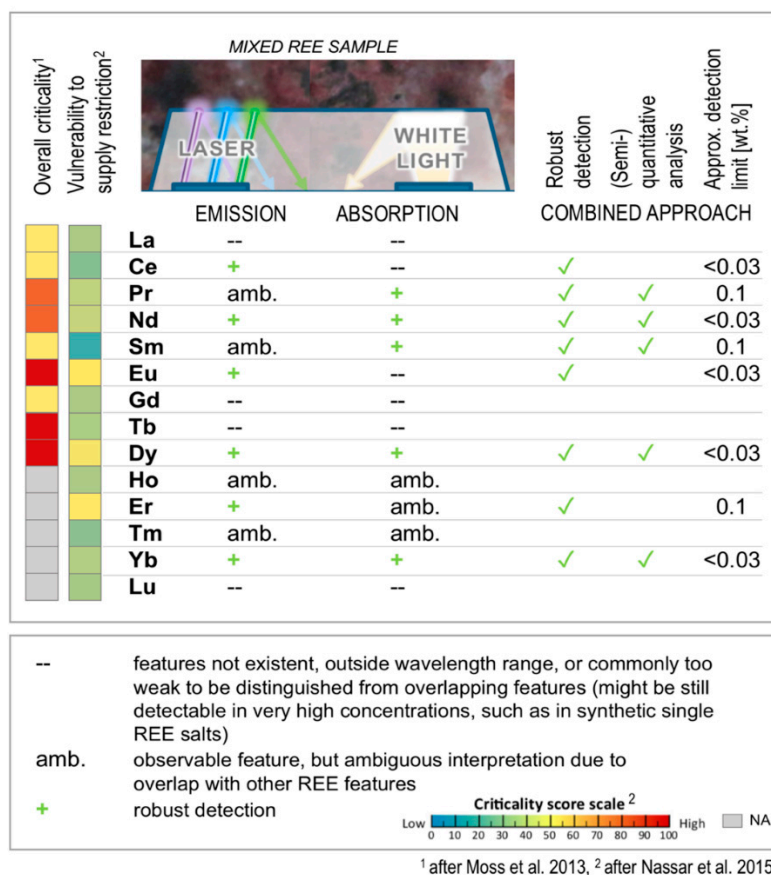 Overall criticality1
Vulnerability to
supply restriction2
MIXED REE SAMPLE
LASER
WHITE
LIGHT
Robust
detection
(Semi-)
quantitative
analysis
Approx. detection
limit [wt.%]
EMISSION ABSORPTION COMBINED APPROACH
La -- --
Ce + -- ✓ <0.03
Pr amb. + ✓ ✓ 0.1
Nd + + ✓ ✓ <0.03
Sm amb. + ✓ ✓ 0.1
Eu + -- ✓ <0.03
Gd -- --
Tb -- --
Dy + + ✓ ✓ <0.03
Ho amb. amb.
Er + amb. ✓ 0.1
Tm amb. amb.
Yb + + ✓ ✓ <0.03
Lu -- --
-- features not existent, outside wavelength range, or commonly too
weak to be distinguished from overlapping features (might be still
detectable in very high concentrations, such as in synthetic single
REE salts)
amb. observable feature, but ambiguous interpretation due to
overlap with other REE features
+ robust detection
Criticality score scale 2
Low High NA
0 10 20 30 40 50 60 70 80 90 100
1 after Moss et al. 2013, 2 after Nassar et al. 2015